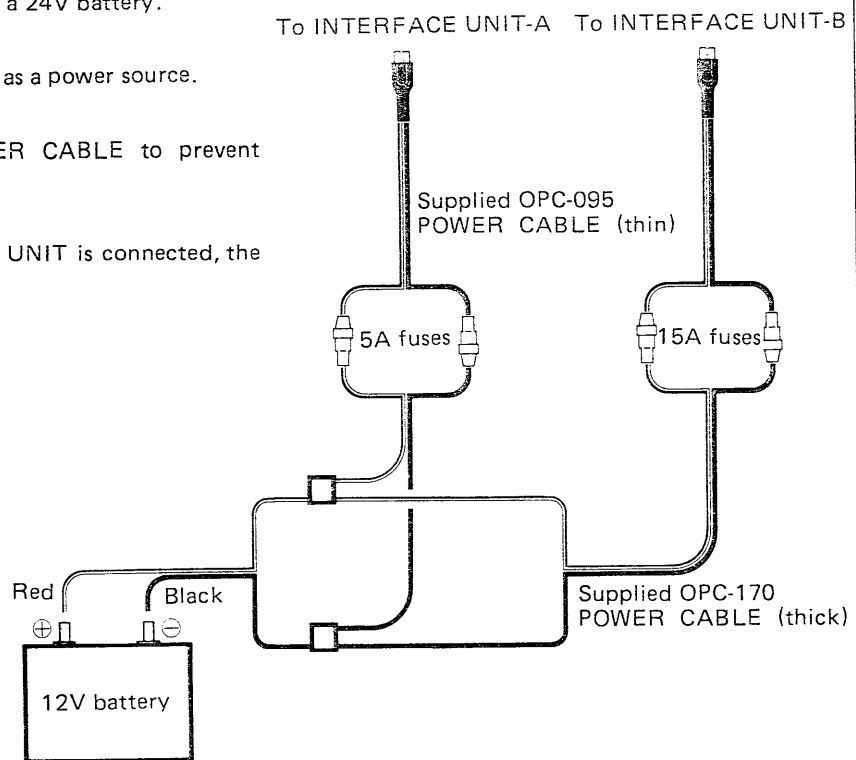 a 24V battery.
as a power source.
ER CABLE to prevent
UNIT is connected, the
To INTERFACE UNIT-A
To INTERFACE UNIT-B
Supplied OPC-095
POWER CABLE (thin)
5A fuses
15A fuses
Red
Black
⊕
⊖
12V battery
Supplied OPC-170
POWER CABLE (thick)